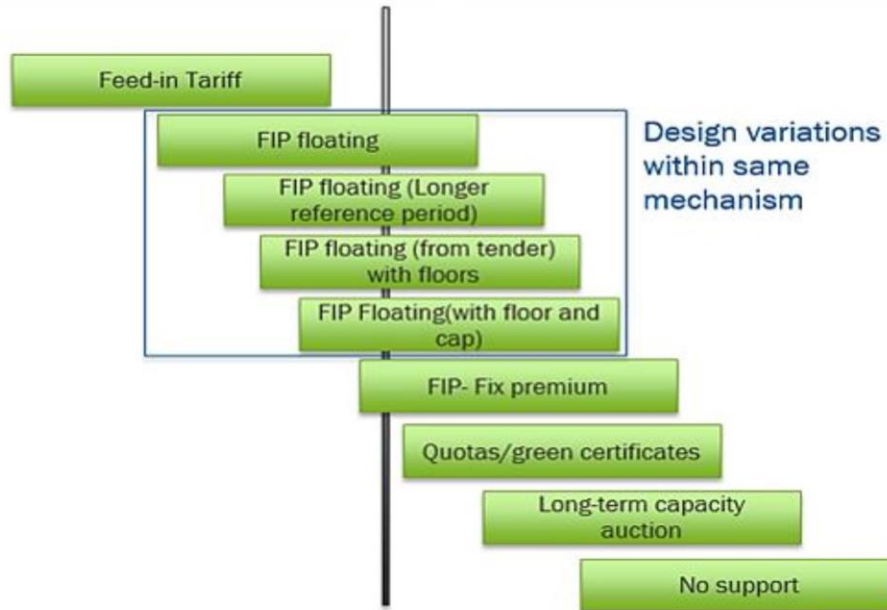 Feed-in Tariff
FIP floating
Design variations
within same
mechanism
FIP floating (Longer
reference period)
FIP floating (from tender)
with floors
FIP Floating(with floor and
cap)
FIP- Fix premium
Quotas/green certificates
Long-term capacity
auction
No support